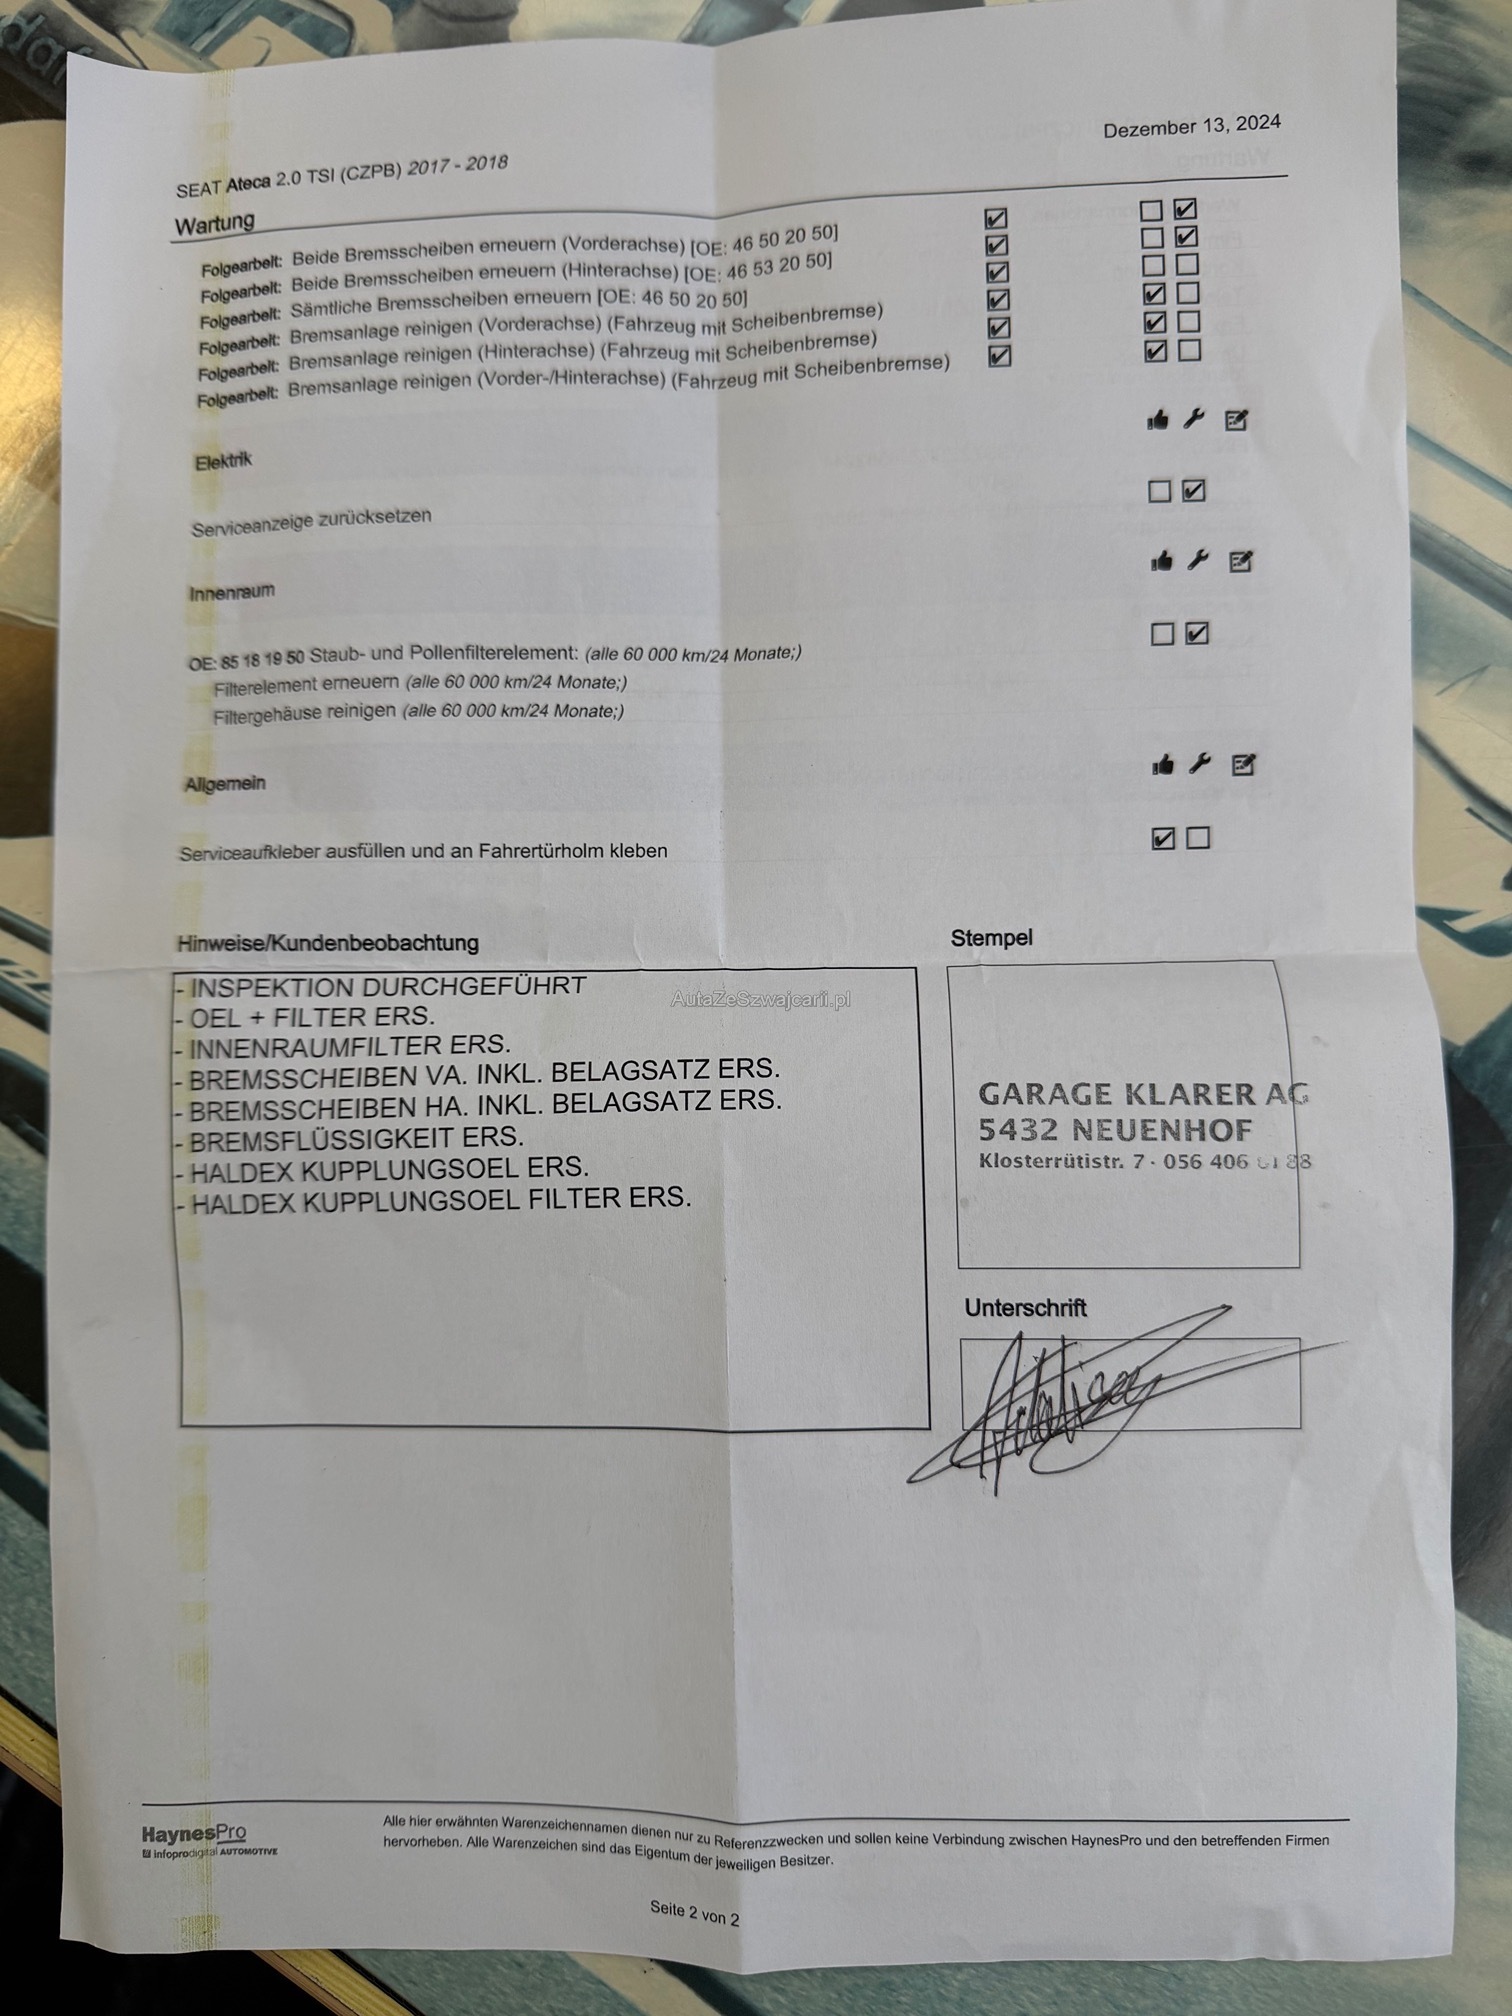 Dezember 13, 2024
SEAT Ateca 2.0 TSI (CZPB) 2017 - 2018
Wartung
Folgearbeit: Beide Bremsscheiben erneuern (Vorderachse) [OE: 46 50 20 50]
Folgearbeit: Beide Bremsscheiben erneuern (Hinterachse) [OE: 46 53 20 50]
Folgearbeit: Sämtliche Bremsscheiben erneuern [OE: 46 50 20 50]
Folgearbeit: Bremsanlage reinigen (Vorderachse) (Fahrzeug mit Scheibenbremse)
Folgearbeit: Bremsanlage reinigen (Hinterachse) (Fahrzeug mit Scheibenbremse)
Folgearbeit: Bremsanlage reinigen (Vorder-/Hinterachse) (Fahrzeug mit Scheibenbremse)
Elektrik
Serviceanzeige zurücksetzen
Innenraum
OE: 85 18 19 50 Staub- und Pollenfilterelement: (alle 60 000 km/24 Monate;)
Filterelement erneuern (alle 60 000 km/24 Monate;)
Filtergehäuse reinigen (alle 60 000 km/24 Monate;)
Allgemein
Serviceaufkleber ausfüllen und an Fahrertürholm kleben
Hinweise/Kundenbeobachtung
- INSPEKTION DURCHGEFÜHRT
- OEL + FILTER ERS.
- INNENRAUMFILTER ERS.
- BREMSSCHEIBEN VA. INKL. BELAGSATZ ERS.
- BREMSSCHEIBEN HA. INKL. BELAGSATZ ERS.
- BREMSFLÜSSIGKEIT ERS.
- HALDEX KUPPLUNGSOEL ERS.
- HALDEX KUPPLUNGSOEL FILTER ERS.
AutaZeSzwajcarii.pl
Stempel
GARAGE KLARER AG
5432 NEUENHOF
Klosterrütistr. 7 · 056 406
Unterschrift
HaynesPro
infoprodigital AUTOMOTIVE
Alle hier erwähnten Warenzeichennamen dienen nur zu Referenzzwecken und sollen keine Verbindung zwischen HaynesPro und den betreffenden Firmen
hervorheben. Alle Warenzeichen sind das Eigentum der jeweiligen Besitzer.
Seite 2 von 2